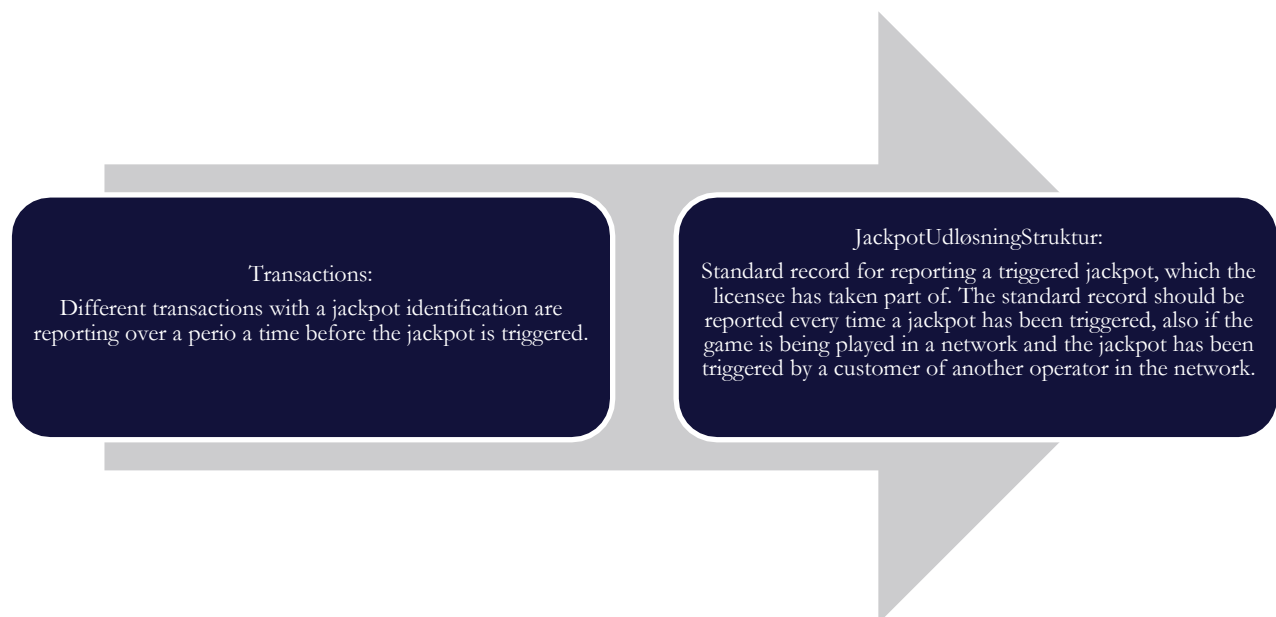 Transactions:
Different transactions with a jackpot identification are
reporting over a perio a time before the jackpot is triggered.
JackpotUdløsningStruktur:
Standard record for reporting a triggered jackpot, which the
licensee has taken part of. The standard record should be
reported every time a jackpot has been triggered, also if the
game is being played in a network and the jackpot has been
triggered by a customer of another operator in the network.